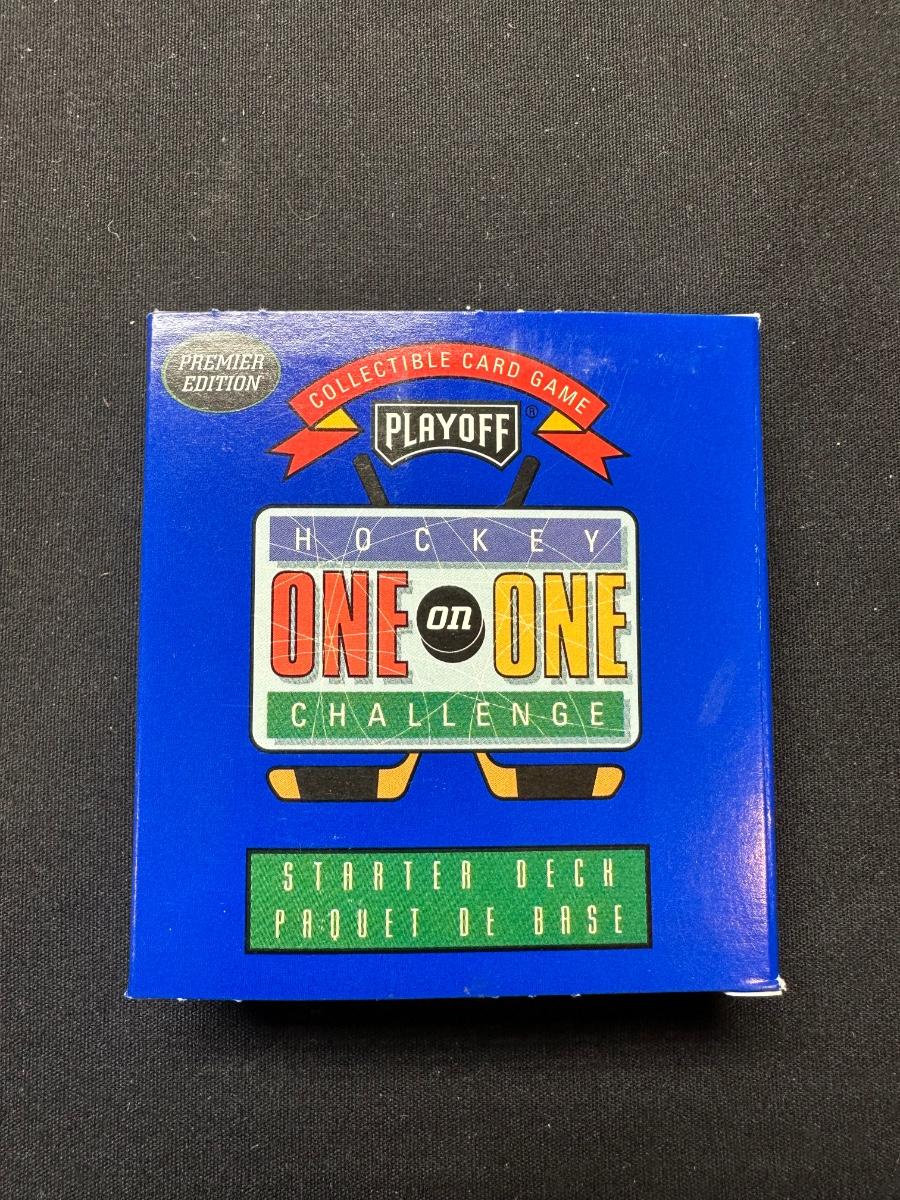 PREMIER
EDITION
COLLECTIBLE CARD GAME
PLAYOFF®
HOCKEY
ONE on ONE
CHALLENGE
STARTER DECK
PAQUET DE BASE